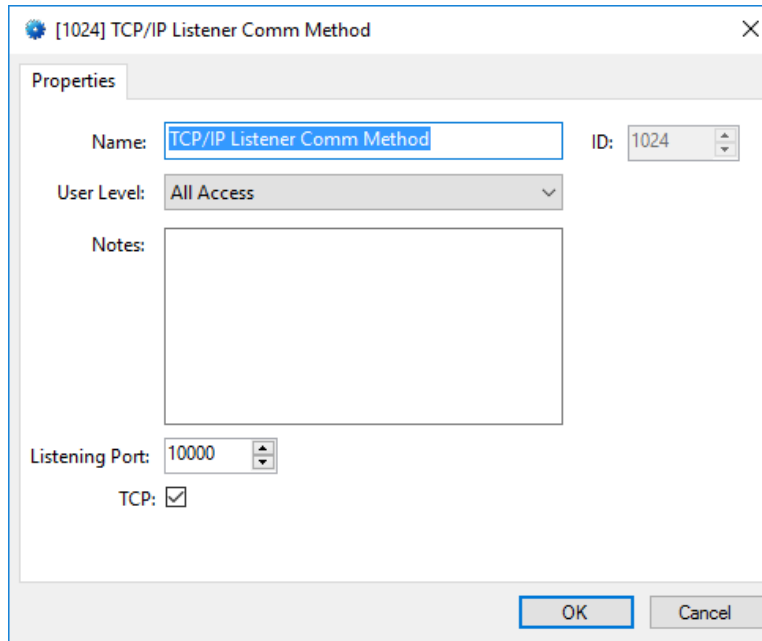 [1024] TCP/IP Listener Comm Method
Properties
Name: TCP/IP Listener Comm Method ID: 1024
User Level: All Access
Notes:
Listening Port: 10000
TCP:
OK Cancel